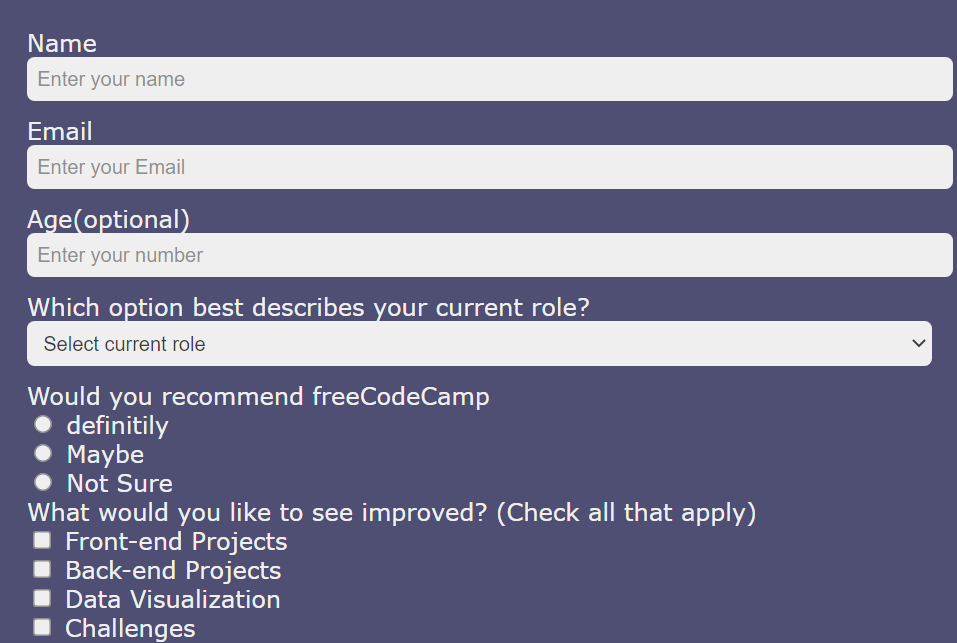 Name
Enter your name
Email
Enter your Email
Age(optional)
Enter your number
Which option best describes your current role?
Select current role
Would you recommend freeCodeCamp
definitily
Maybe
Not Sure
What would you like to see improved? (Check all that apply)
Front-end Projects
Back-end Projects
Data Visualization
Challenges